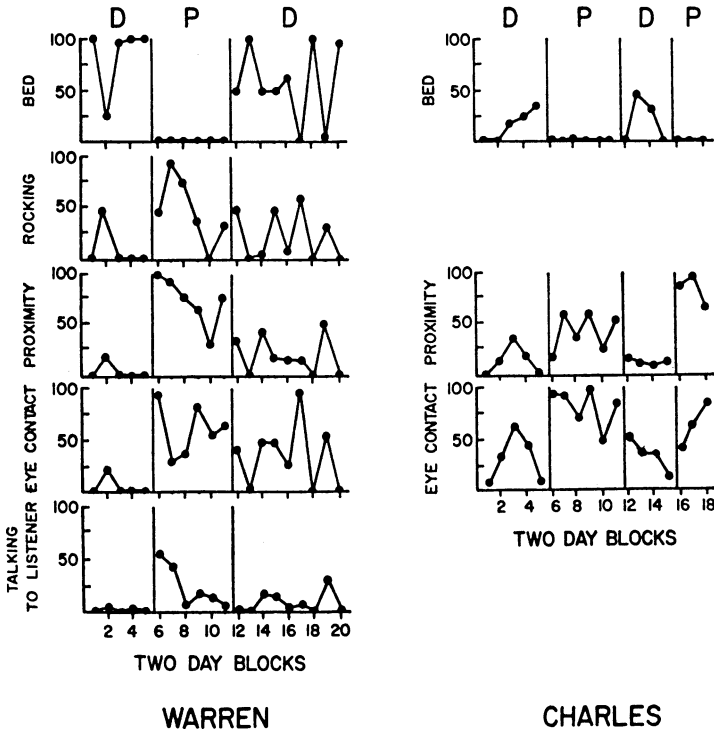 D P D
100
50
BED
100
50
ROCKING
100
50
PROXIMITY
100
50
EYE CONTACT
50
TALKING
TO LISTENER
2 4 6 8 10 12 14 16 18 20
TWO DAY BLOCKS
WARREN
D P D P
100
50
BED
100
50
PROXIMITY
100
50
EYE CONTACT
2 4 6 8 10 12 14 16 18
TWO DAY BLOCKS
CHARLES